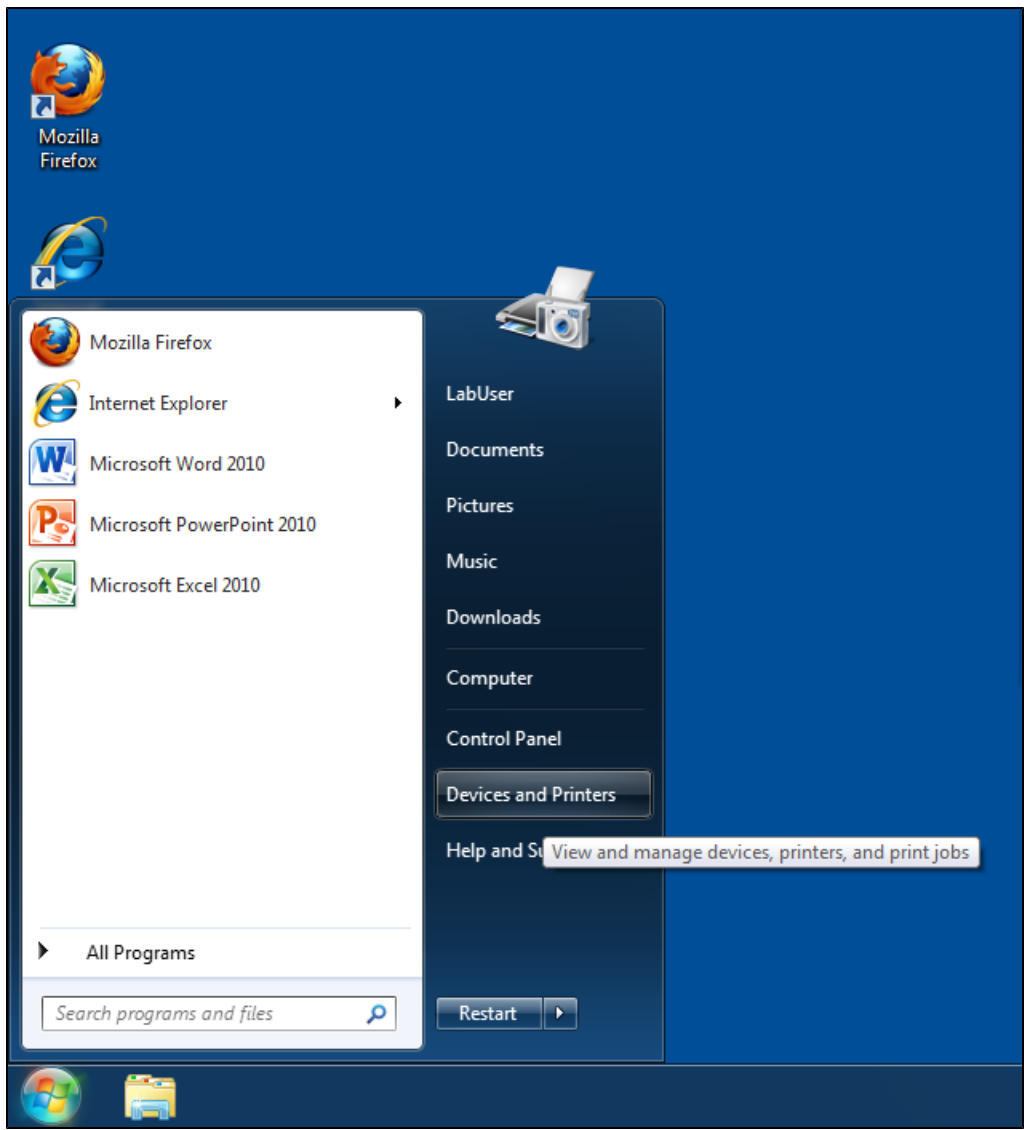 Mozilla
Firefox
Mozilla Firefox
Internet Explorer
Microsoft Word 2010
Microsoft PowerPoint 2010
Microsoft Excel 2010
All Programs
Search programs and files
LabUser
Documents
Pictures
Music
Downloads
Computer
Control Panel
Devices and Printers
Help and Su
View and manage devices, printers, and print jobs
Restart